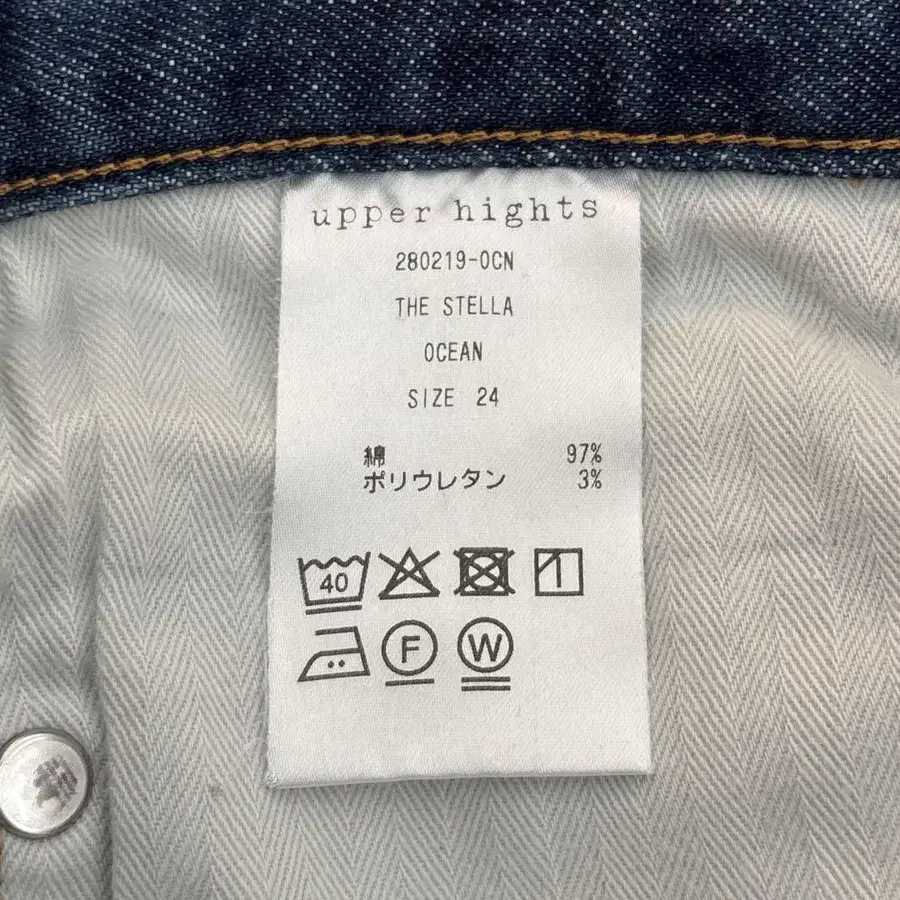 upper hights
280219-OCN
THE STELLA
OCEAN
SIZE 24
綿 97%
ポリウレタン 3%
40
F W